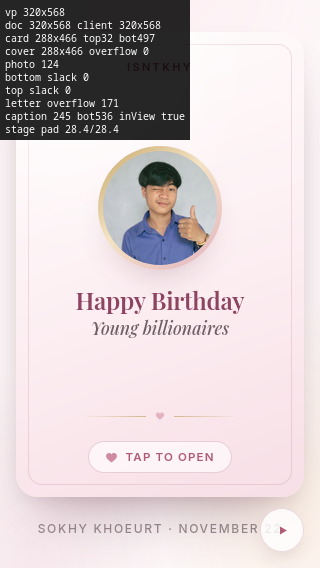 vp 320x568
doc 320x568 client 320x568
card 288x466 top32 bot497
cover 288x466 overflow 0
photo 124
bottom slack 0
top slack 0
letter overflow 171
caption 245 bot536 inView true
stage pad 28.4/28.4
ISNTKHY
Happy Birthday
Young billionaires
TAP TO OPEN
SOKHY KHOEURT · NOVEMBER 22